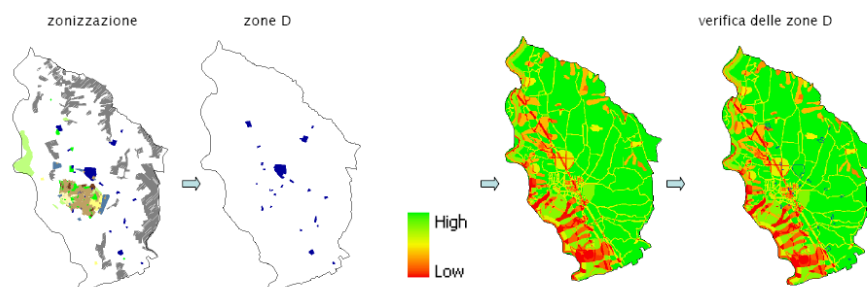 zonizzazione
zone D
verifica delle zone D
High
Low